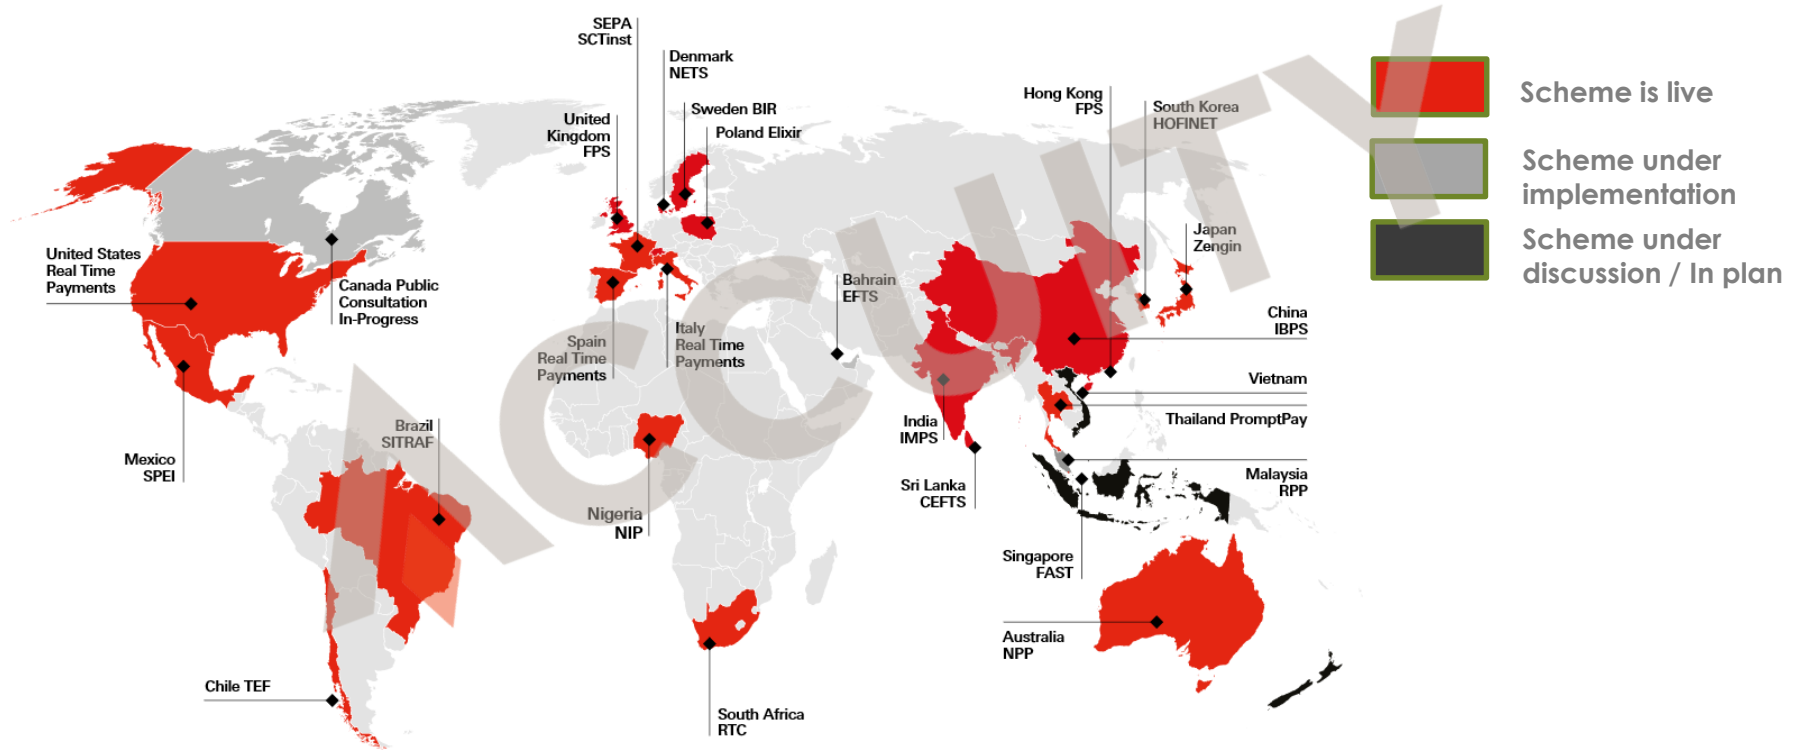 SEPA
SCTinst
Denmark
NETS
Sweden BIR
Poland Elixir
United
Kingdom
FPS
Hong Kong
FPS
South Korea
HOFINET
Scheme is live
Scheme under
implementation
Scheme under
discussion / In plan
Japan
Zengin
United States
Real Time
Payments
Canada Public
Consultation
In-Progress
Bahrain
EFTS
China
IBPS
Spain
Real Time
Payments
Italy
Real Time
Payments
Vietnam
Thailand PromptPay
India
IMPS
Brazil
SITRAF
Mexico
SPEI
Malaysia
RPP
Sri Lanka
CEFTS
Nigeria
NIP
Singapore
FAST
Australia
NPP
Chile TEF
South Africa
RTC
ACCUITY